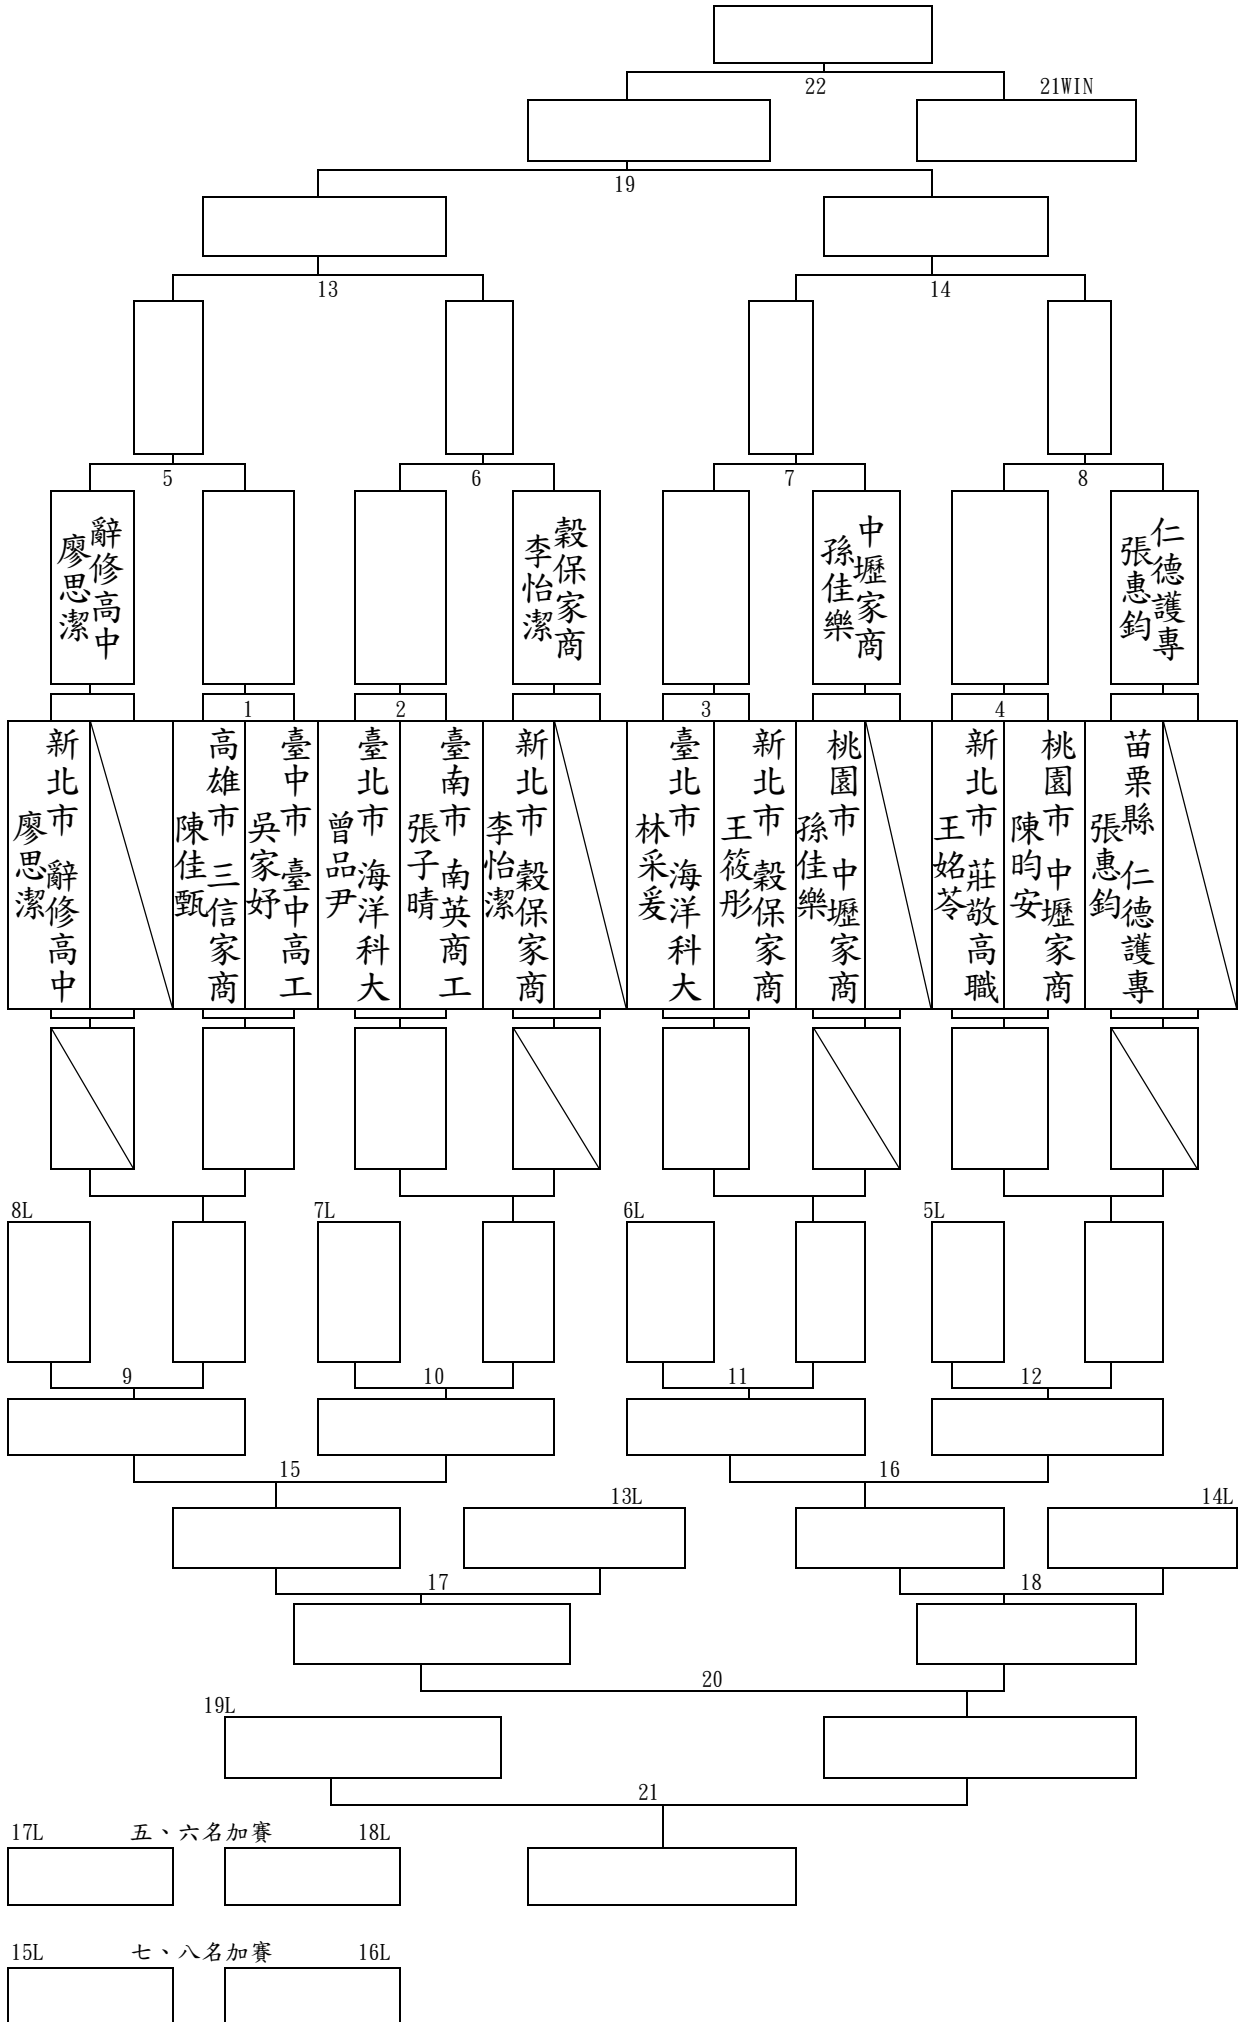 22
21WIN
19
13
14
5
6
7
8
辭修高中
廖思潔
穀保家商
李怡潔
中壢家商
孫佳樂
仁德護專
張惠鈞
1
2
3
4
新北市 辭修高中
廖思潔
高雄市 三信家商
陳佳甄
臺中市 臺中高工
吳家妤
臺北市 海洋科大
曾品尹
臺南市 南英商工
張子晴
新北市 穀保家商
李怡潔
臺北市 海洋科大
林采爰
新北市 穀保家商
王筱彤
桃園市 中壢家商
孫佳樂
新北市 莊敬高職
王姳芩
桃園市 中壢家商
陳昀安
苗栗縣 仁德護專
張惠鈞
8L
7L
6L
5L
9
10
11
12
15
16
13L
14L
17
18
20
19L
21
17L 五、六名加賽 18L
15L 七、八名加賽 16L